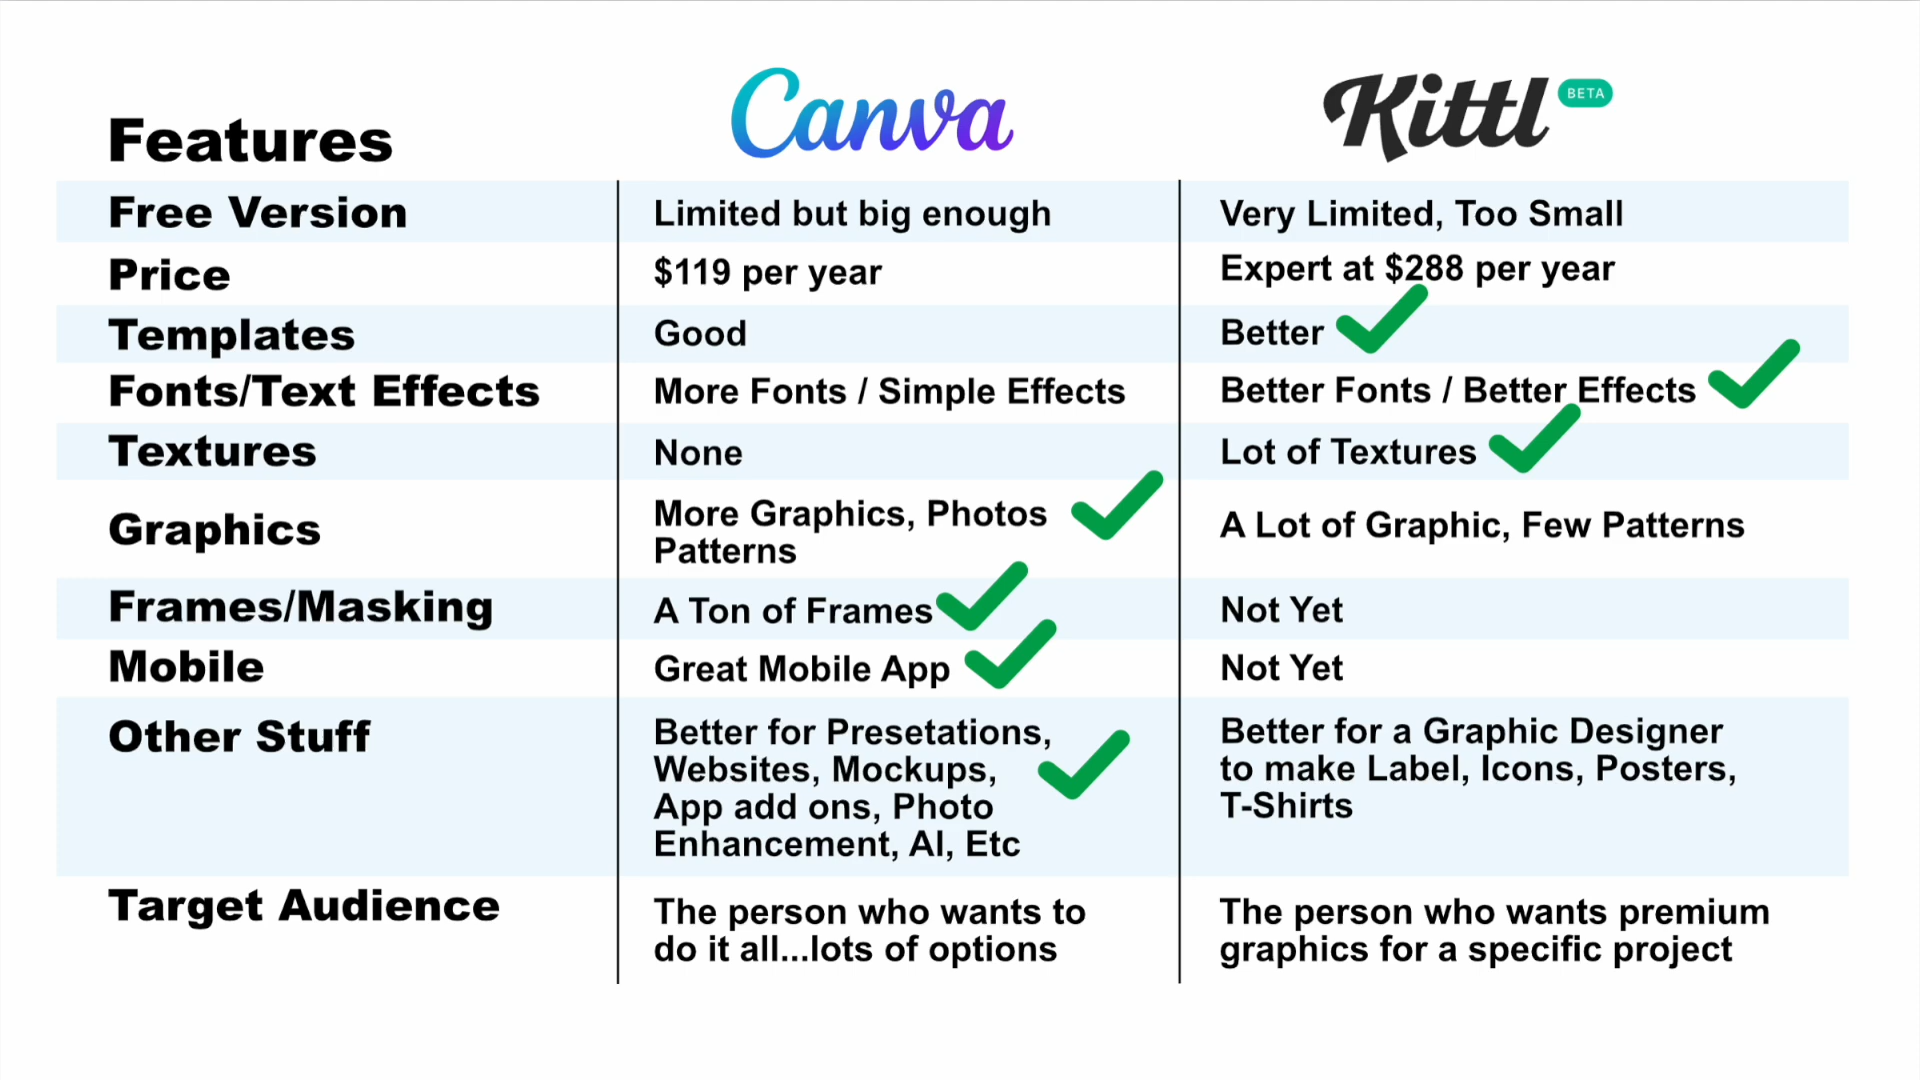 Features
Canva
Kittl BETA
Free Version
Limited but big enough
Very Limited, Too Small
Price
$119 per year
Expert at $288 per year
Templates
Good
Better
Fonts/Text Effects
More Fonts / Simple Effects
Better Fonts / Better Effects
Textures
None
Lot of Textures
Graphics
More Graphics, Photos
Patterns
A Lot of Graphic, Few Patterns
Frames/Masking
A Ton of Frames
Not Yet
Mobile
Great Mobile App
Not Yet
Other Stuff
Better for Presetations,
Websites, Mockups,
App add ons, Photo
Enhancement, AI, Etc
Better for a Graphic Designer
to make Label, Icons, Posters,
T-Shirts
Target Audience
The person who wants to
do it all...lots of options
The person who wants premium
graphics for a specific project